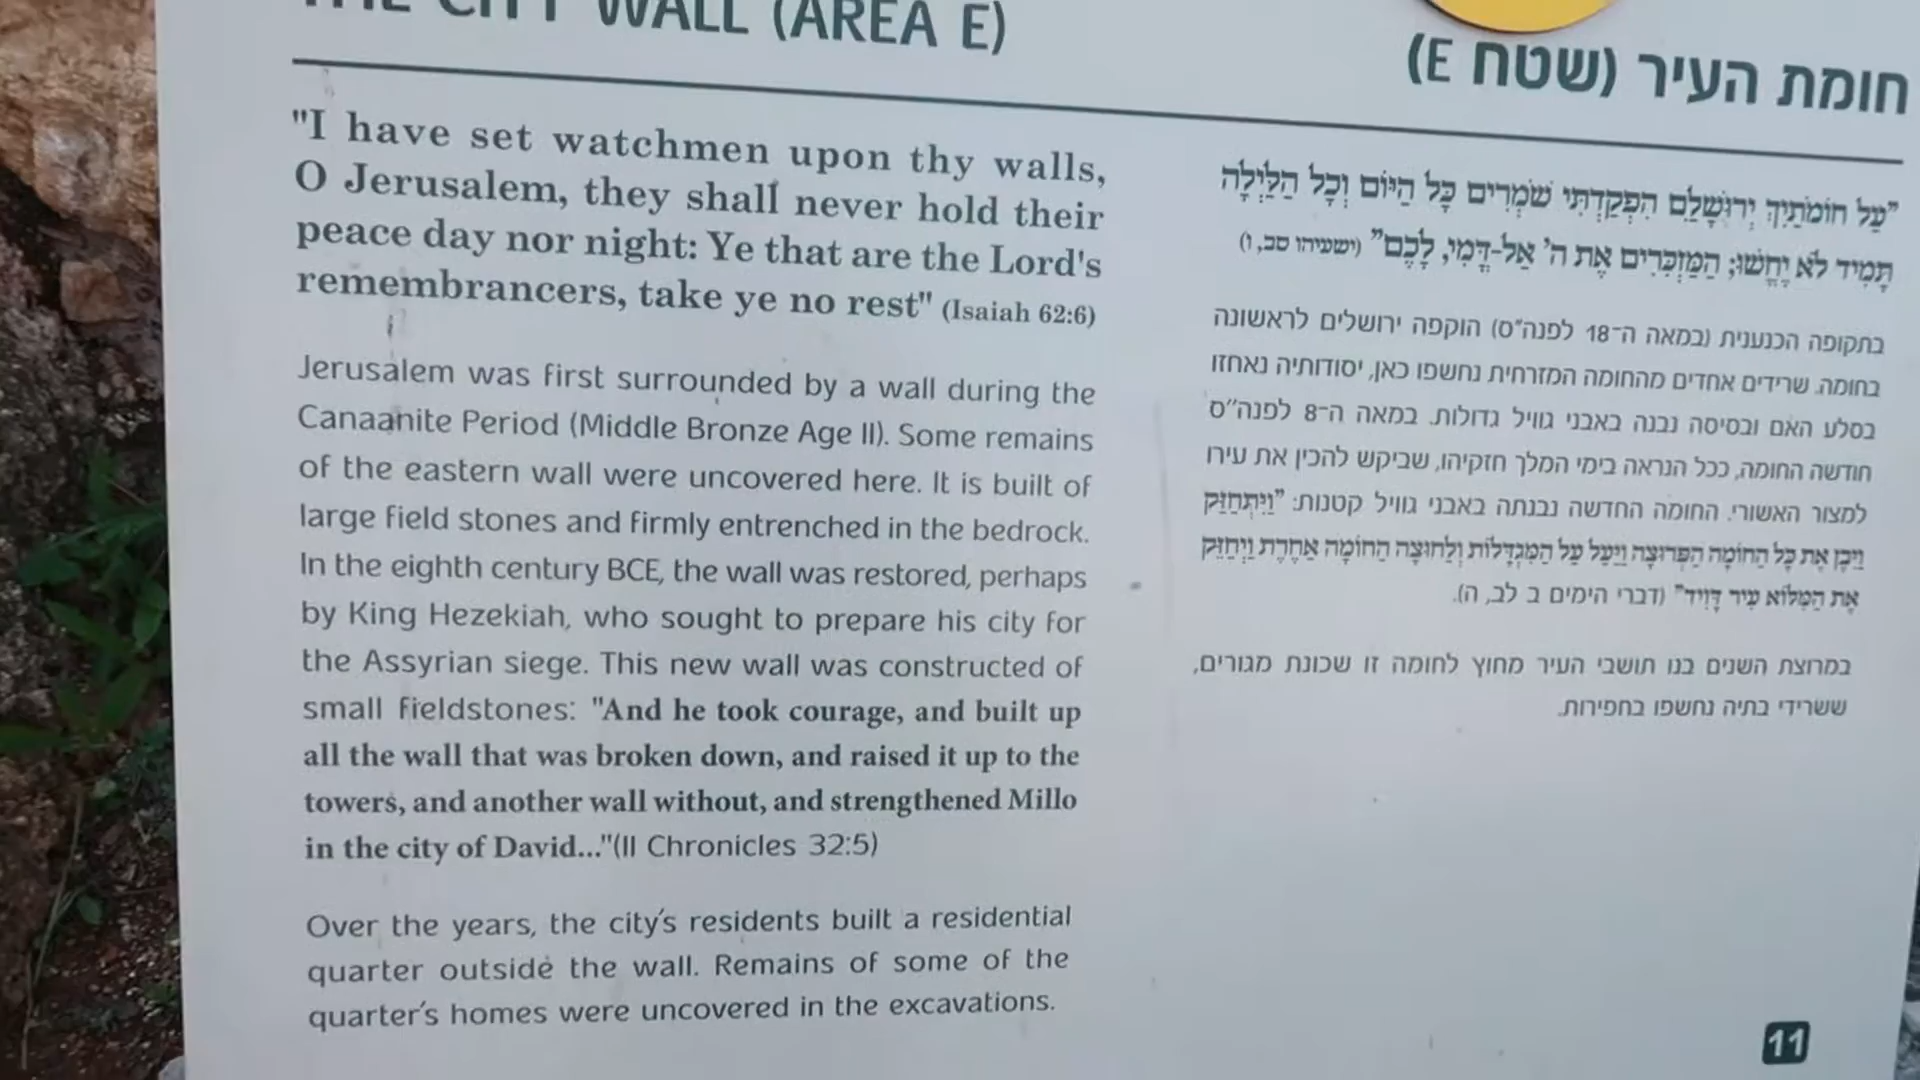 THE CITY WALL (AREA E)
"I have set watchmen upon thy walls,
O Jerusalem, they shall never hold their
peace day nor night: Ye that are the Lord's
remembrancers, take ye no rest" (Isaiah 62:6)
Jerusalem was first surrounded by a wall during the
Canaanite Period (Middle Bronze Age II). Some remains
of the eastern wall were uncovered here. It is built of
large field stones and firmly entrenched in the bedrock.
In the eighth century BCE, the wall was restored, perhaps
by King Hezekiah, who sought to prepare his city for
the Assyrian siege. This new wall was constructed of
small fieldstones: "And he took courage, and built up
all the wall that was broken down, and raised it up to the
towers, and another wall without, and strengthened Millo
in the city of David..."(II Chronicles 32:5)
Over the years, the city's residents built a residential
quarter outside the wall. Remains of some of the
quarter's homes were uncovered in the excavations.
חומת העיר (שטח E)
"עַל חוֹמֹתַיִךְ יְרוּשָׁלִַם הִפְקַדְתִּי שֹׁמְרִים כָּל הַיּוֹם וְכָל הַלַּיְלָה
תָּמִיד לֹא יֶחֱשׁוּ; הַמַּזְכִּרִים אֶת ה' אַל-דֳּמִי, לָכֶם" (ישעיהו סב, ו)
בתקופה הכנענית (במאה ה-18 לפנה"ס) הוקפה ירושלים לראשונה
בחומה. שרידים אחדים מהחומה המזרחית נחשפו כאן, יסודותיה נאחזו
בסלע האם ובסיסה נבנה באבני גוויל גדולות. במאה ה-8 לפנה"ס
חודשה החומה, ככל הנראה בימי המלך חזקיהו, שביקש להכין את עירו
למצור האשורי. החומה החדשה נבנתה באבני גוויל קטנות: "וַיִּתְחַזַּק
וַיִּבֶן אֶת כָּל הַחוֹמָה הַפְּרוּצָה וַיַּעַל עַל הַמִּגְדָּלוֹת וְלַחוּצָה הַחוֹמָה אַחֶרֶת וַיְחַזֵּק
אֶת הַמִּלּוֹא עִיר דָּוִיד" (דברי הימים ב לב, ה).
במרוצת השנים בנו תושבי העיר מחוץ לחומה זו שכונת מגורים,
ששרידי בתיה נחשפו בחפירות.
11